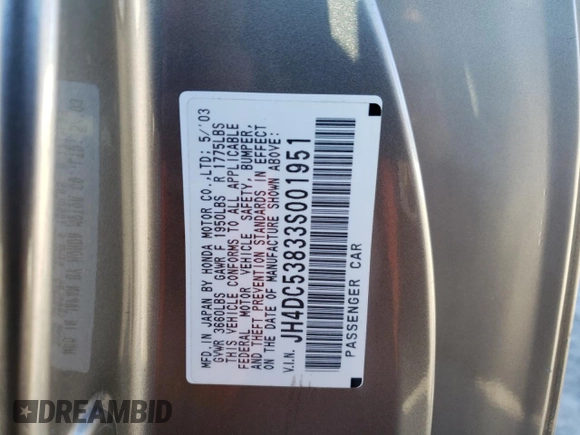 MFD. IN JAPAN BY HONDA MOTOR CO.,LTD; 5/'03
GVWR 3660LBS GAWR F 1950LBS R 1775LBS
THIS VEHICLE CONFORMS TO ALL APPLICABLE
FEDERAL MOTOR VEHICLE SAFETY, BUMPER,
AND THEFT PREVENTION STANDARDS IN EFFECT
ON THE DATE OF MANUFACTURE SHOWN ABOVE:
V.I.N. JH4DC53833S001951
PASSENGER CAR
DREAMBID